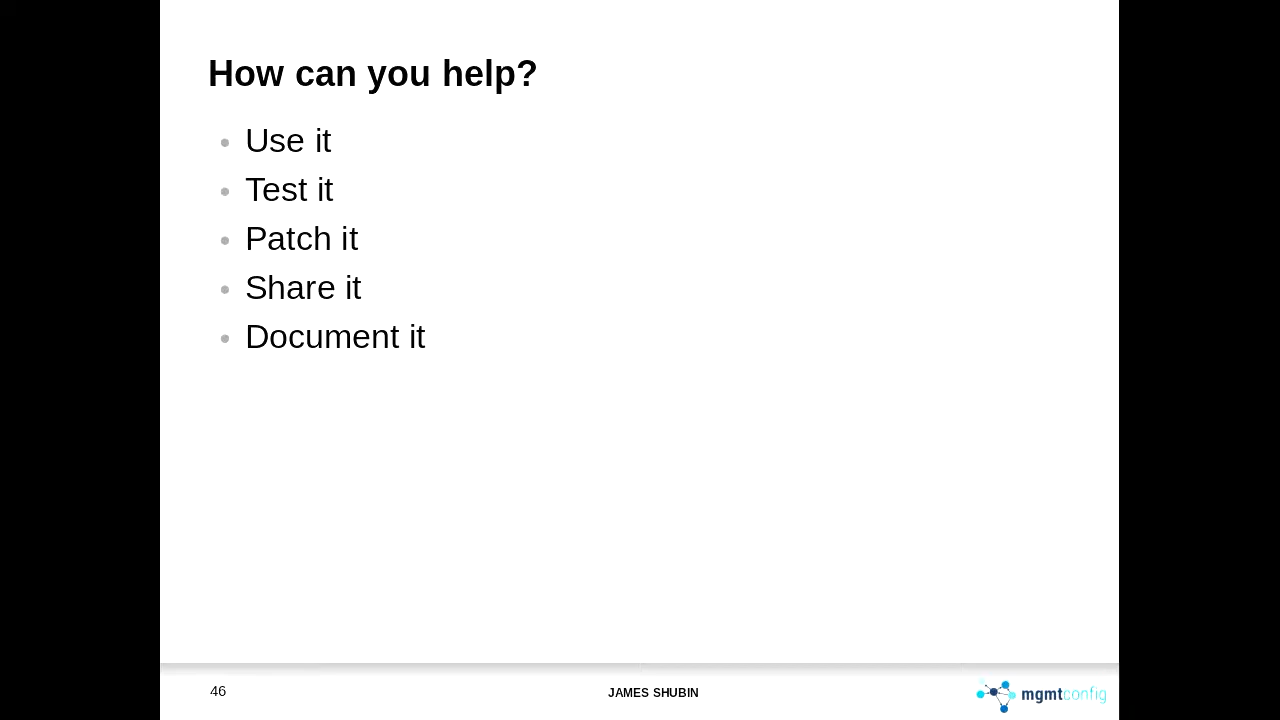 How can you help?
• Use it
• Test it
• Patch it
• Share it
• Document it
46
JAMES SHUBIN
mgmtconfig